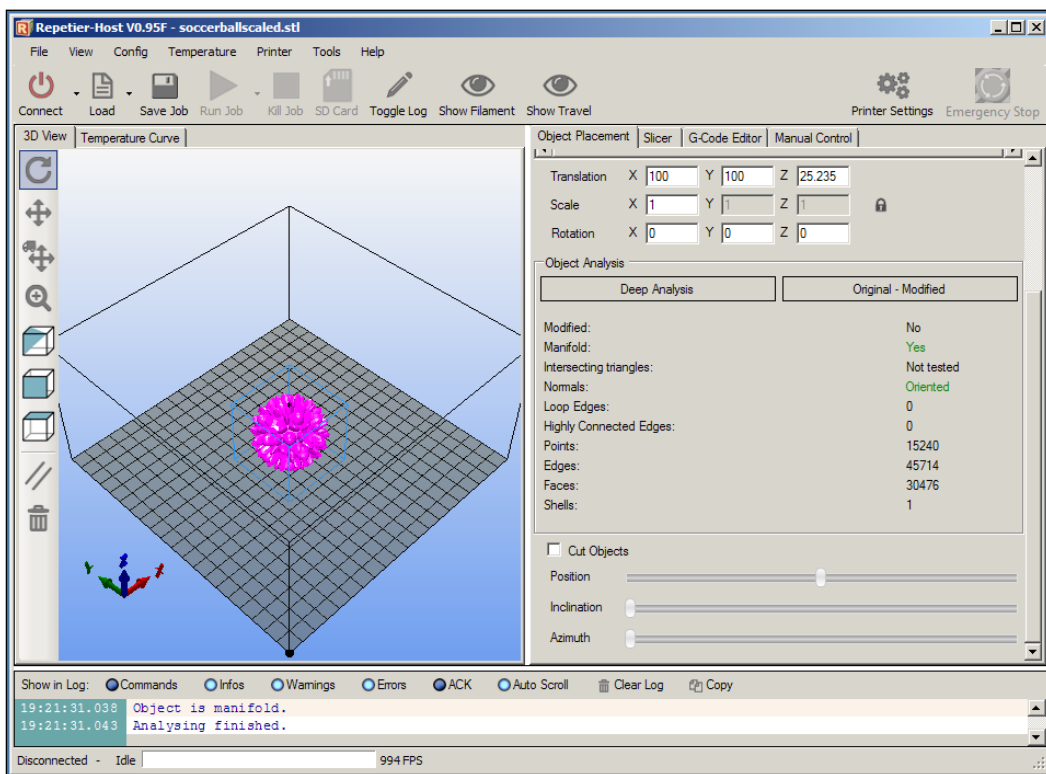 Repetier-Host V0.95F - soccerballscaled.stl
File View Config Temperature Printer Tools Help
Connect Load Save Job Run Job Kill Job SD Card Toggle Log Show Filament Show Travel Printer Settings Emergency Stop
3D View Temperature Curve
Object Placement Slicer G-Code Editor Manual Control
Translation X 100 Y 100 Z 25.235
Scale X 1 Y 1 Z 1
Rotation X 0 Y 0 Z 0
Object Analysis
Deep Analysis Original - Modified
Modified: No
Manifold: Yes
Intersecting triangles: Not tested
Normals: Oriented
Loop Edges: 0
Highly Connected Edges: 0
Points: 15240
Edges: 45714
Faces: 30476
Shells: 1
Cut Objects
Position
Inclination
Azimuth
Show in Log: Commands Infos Warnings Errors ACK Auto Scroll Clear Log Copy
19:21:31.038 Object is manifold.
19:21:31.043 Analysing finished.
Disconnected - Idle 994 FPS